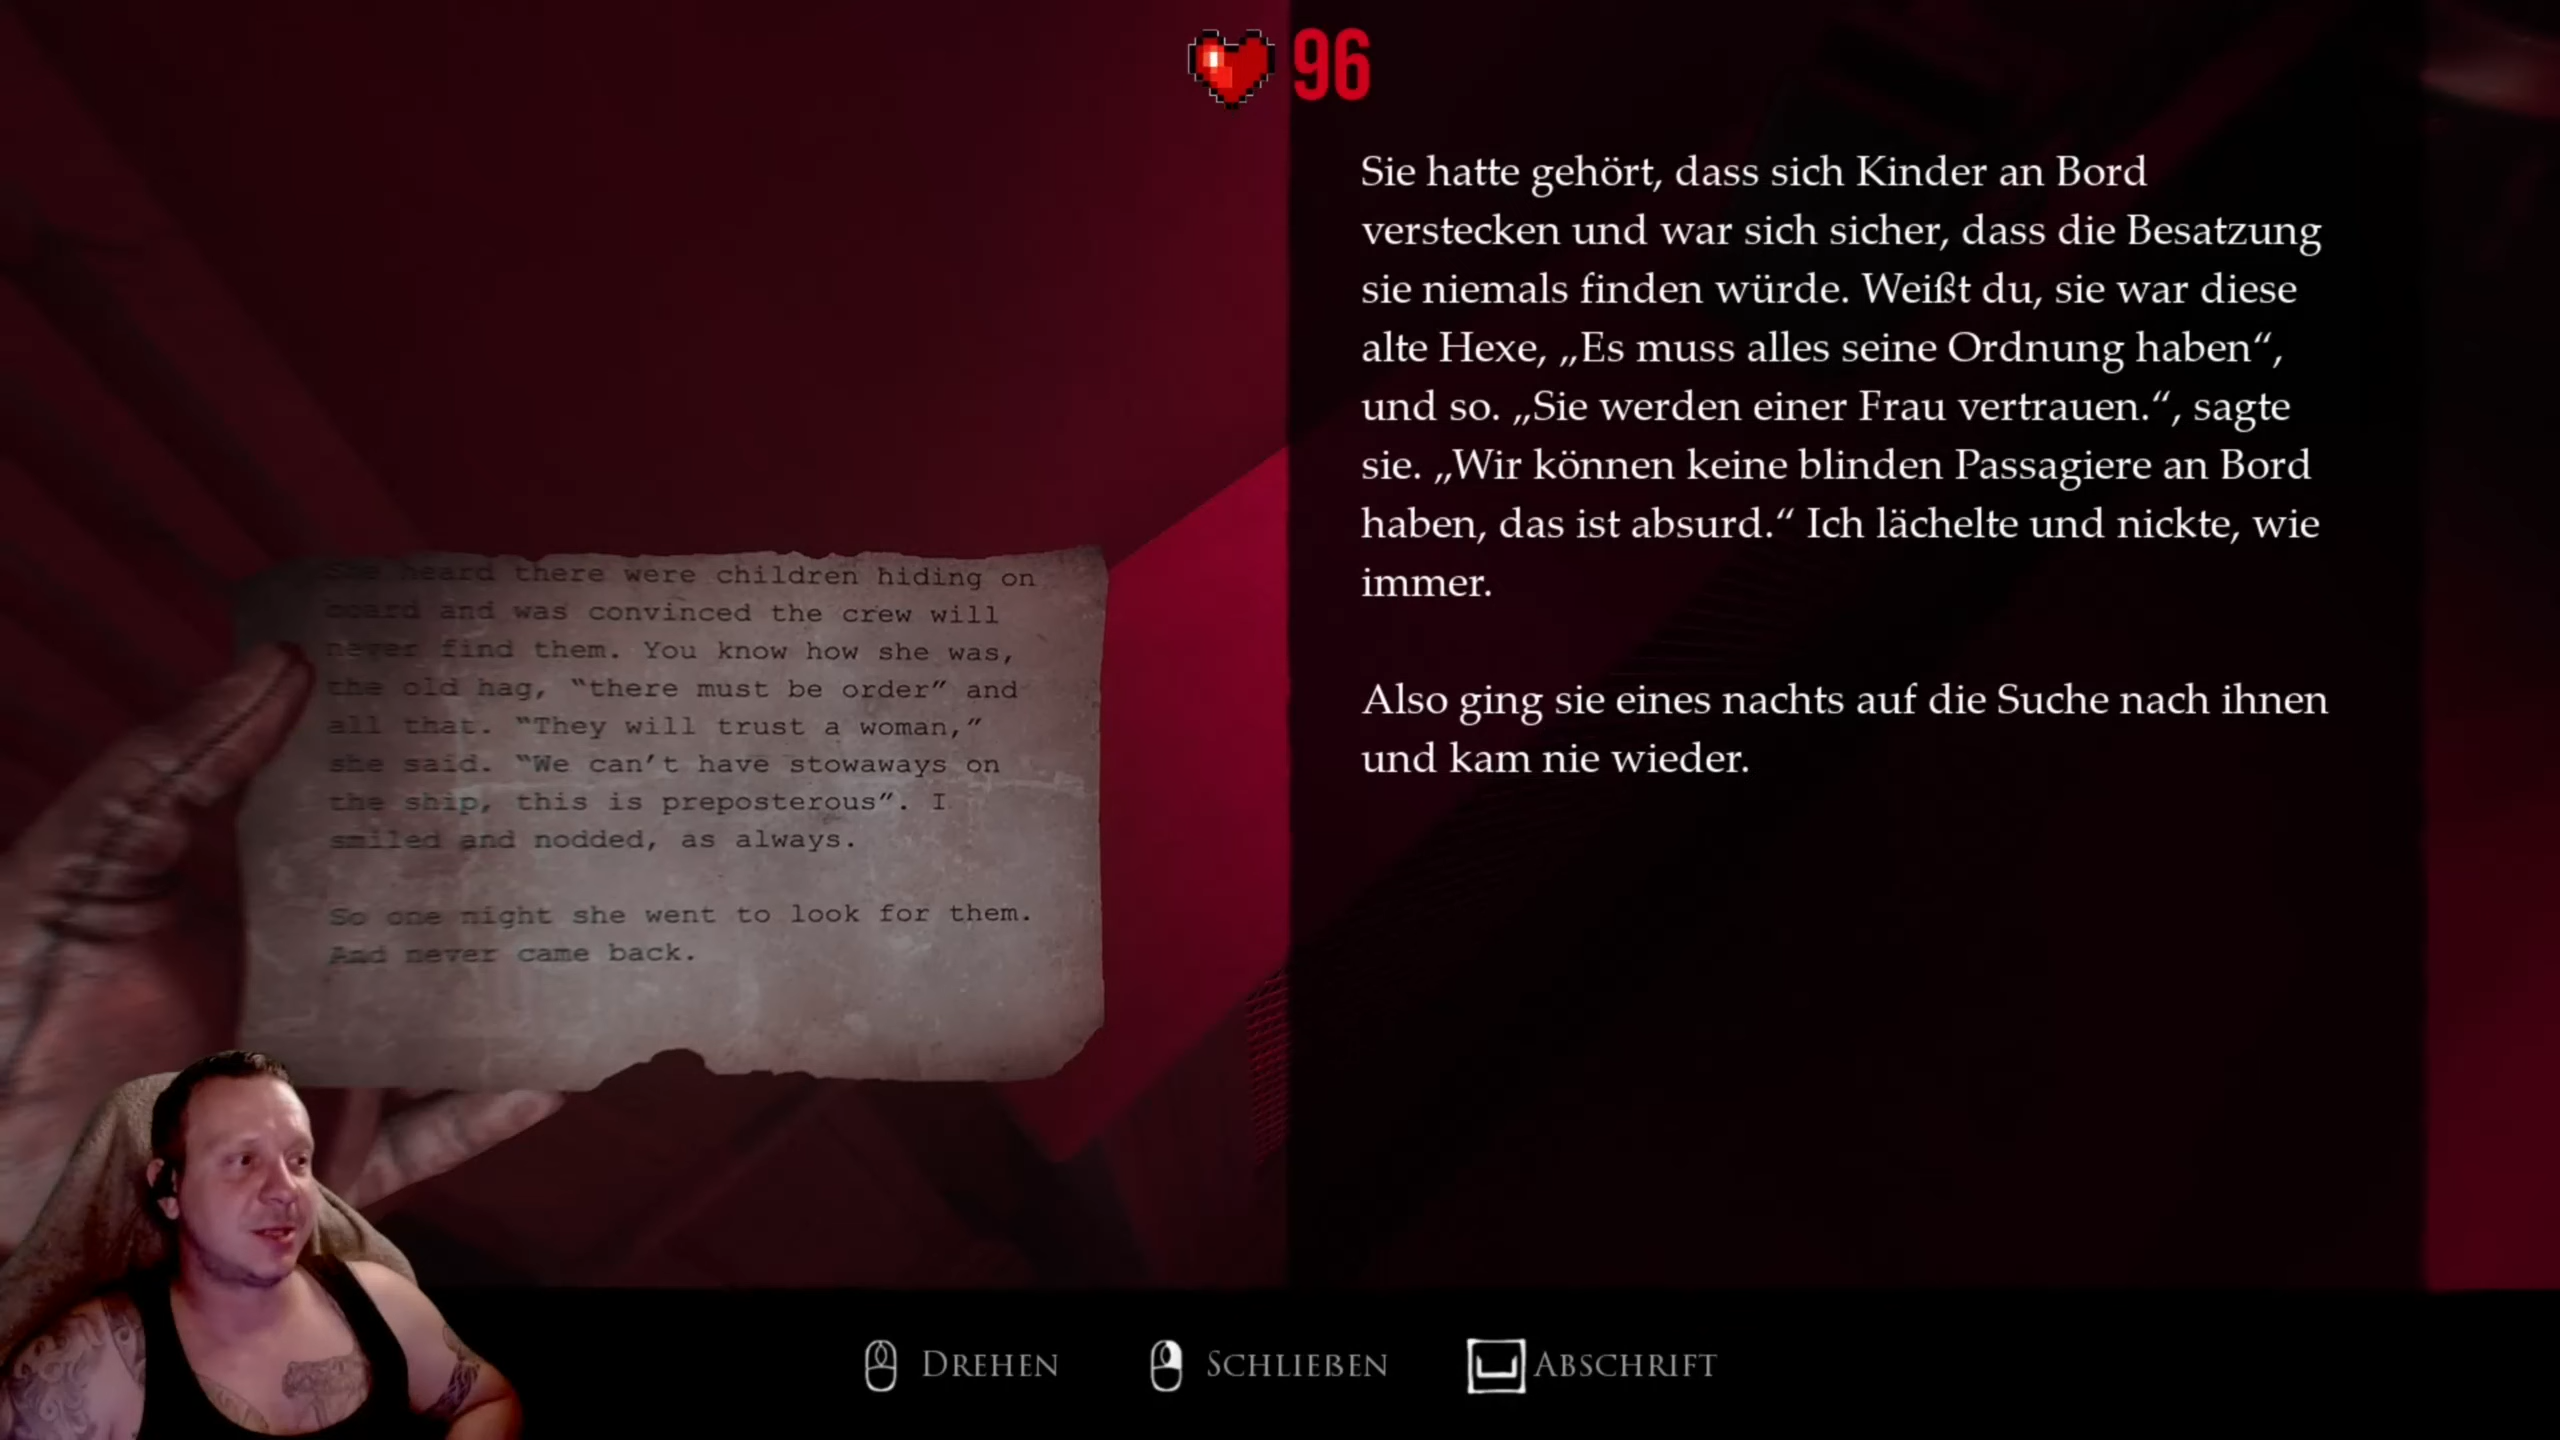 96
Sie hatte gehört, dass sich Kinder an Bord
verstecken und war sich sicher, dass die Besatzung
sie niemals finden würde. Weißt du, sie war diese
alte Hexe, „Es muss alles seine Ordnung haben“,
und so. „Sie werden einer Frau vertrauen.“, sagte
sie. „Wir können keine blinden Passagiere an Bord
haben, das ist absurd.“ Ich lächelte und nickte, wie
immer.
Also ging sie eines nachts auf die Suche nach ihnen
und kam nie wieder.
She heard there were children hiding on
board and was convinced the crew will
never find them. You know how she was,
the old hag, “there must be order” and
all that. “They will trust a woman,”
she said. “We can’t have stowaways on
the ship, this is preposterous”. I
smiled and nodded, as always.
So one night she went to look for them.
And never came back.
DREHEN
SCHLIEßEN
ABSCHRIFT